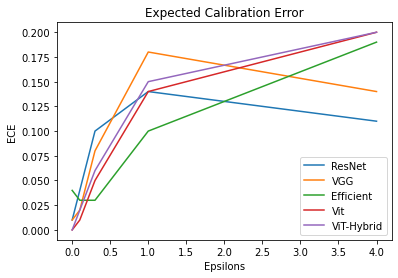 Expected Calibration Error
ECE
0.200
0.175
0.150
0.125
0.100
0.075
0.050
0.025
0.000
ResNet
VGG
Efficient
Vit
ViT-Hybrid
0.0 0.5 1.0 1.5 2.0 2.5 3.0 3.5 4.0
Epsilons